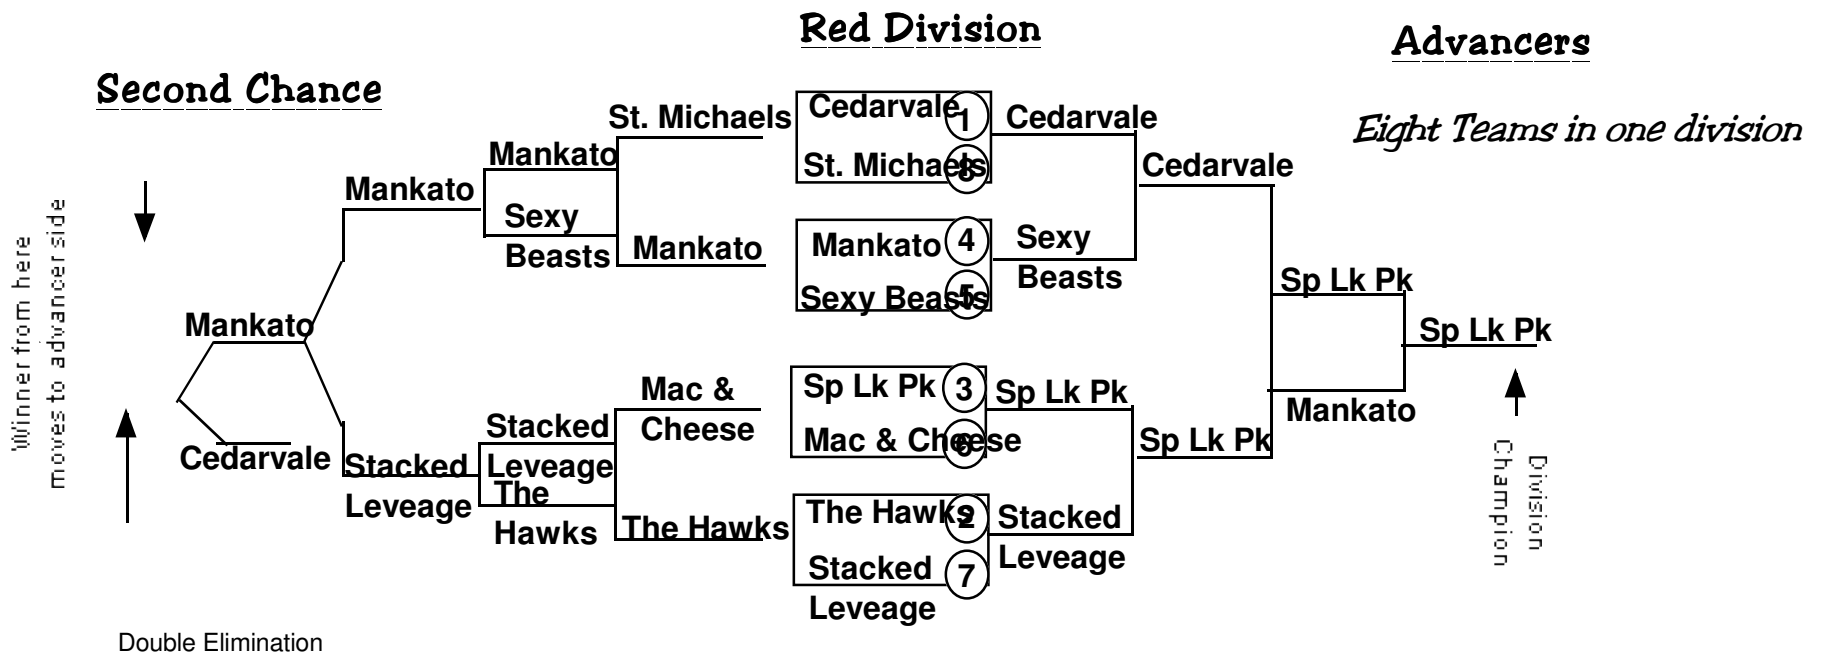 Red Division
Advancers
Second Chance
Eight Teams in one division
St. Michaels
Cedarvale 1
Cedarvale
Mankato
St. Michaels 8
Cedarvale
Mankato
Sexy
Beasts
Mankato
Mankato 4
Sexy
Beasts
Sexy Beasts 5
Sp Lk Pk
Sp Lk Pk
Mankato
Winner from here
moves to advancer side
Mac &
Cheese
Sp Lk Pk 3
Sp Lk Pk
Mankato
Stacked
Leveage
Mac & Cheese 6
Sp Lk Pk
Cedarvale
Stacked
Leveage
The
Hawks
The Hawks
The Hawks 2
Stacked
Leveage
Stacked
Leveage
7
Division
Champion
Double Elimination